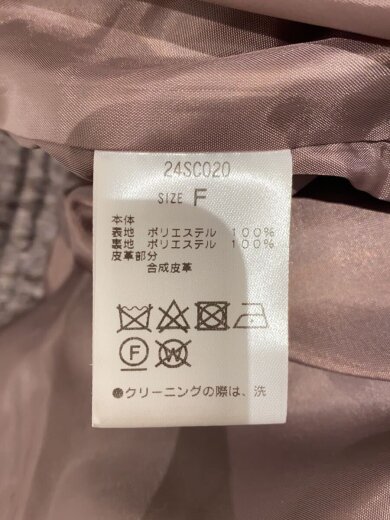 24SC020
SIZE F
本体
表地 ポリエステル 100%
裏地 ポリエステル 100%
皮革部分
合成皮革
F W
●クリーニングの際は、洗